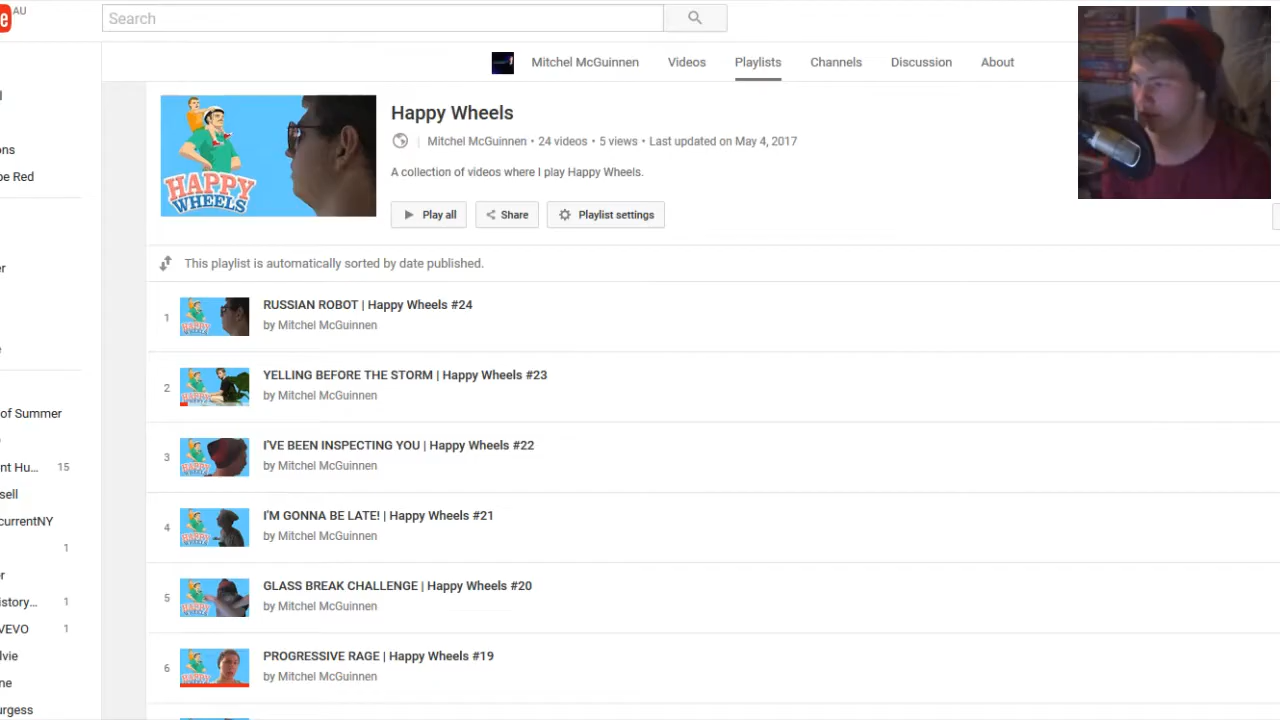 AU
Search
Mitchel McGuinnen Videos Playlists Channels Discussion About
HAPPY
WHEELS
Happy Wheels
Mitchel McGuinnen • 24 videos • 5 views • Last updated on May 4, 2017
A collection of videos where I play Happy Wheels.
Play all Share Playlist settings
This playlist is automatically sorted by date published.
1
RUSSIAN ROBOT | Happy Wheels #24
by Mitchel McGuinnen
2
YELLING BEFORE THE STORM | Happy Wheels #23
by Mitchel McGuinnen
3
I'VE BEEN INSPECTING YOU | Happy Wheels #22
by Mitchel McGuinnen
4
I'M GONNA BE LATE! | Happy Wheels #21
by Mitchel McGuinnen
5
GLASS BREAK CHALLENGE | Happy Wheels #20
by Mitchel McGuinnen
6
PROGRESSIVE RAGE | Happy Wheels #19
by Mitchel McGuinnen
e
l
ons
be Red
er
e
of Summer
nt Hu... 15
sell
currentNY
1
er
istory... 1
VEVO 1
lvie
ne
urgess